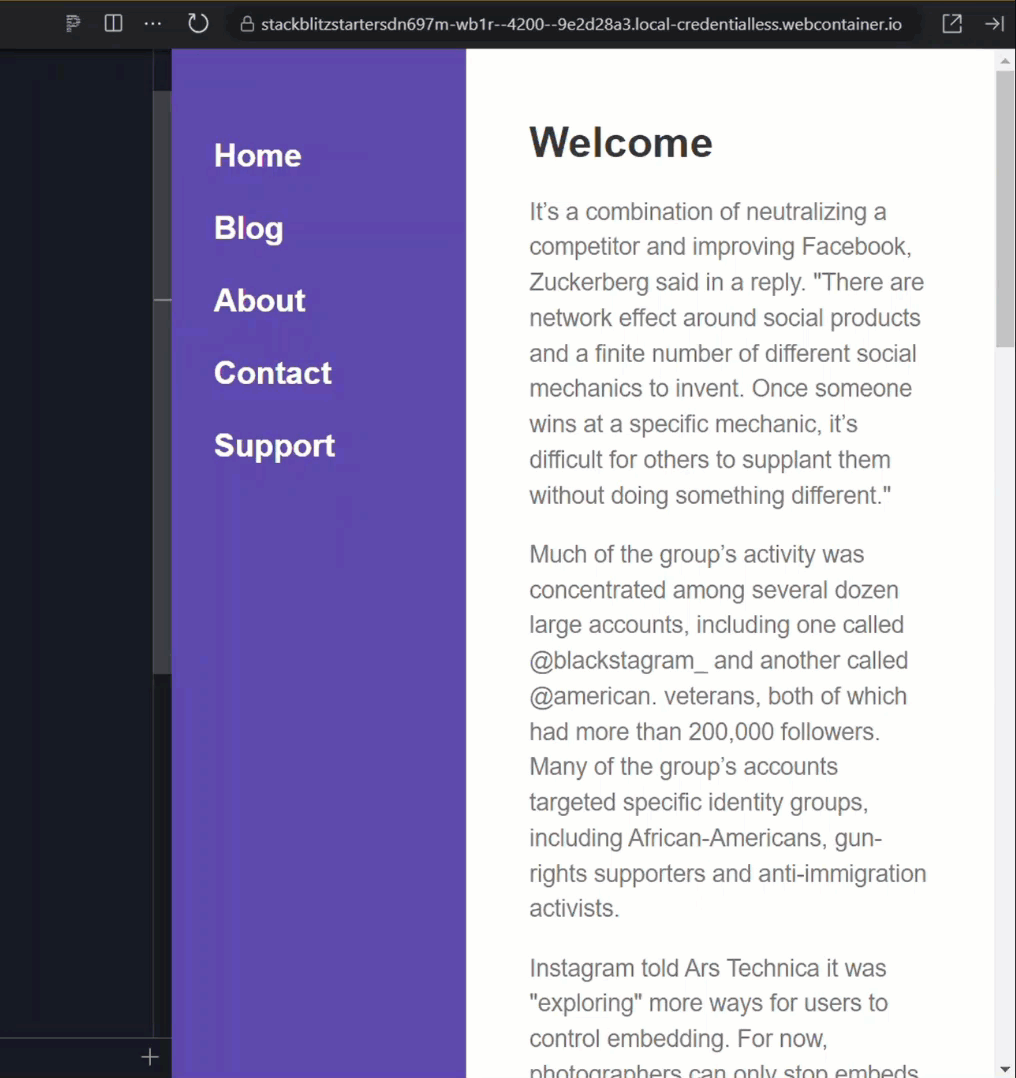 stackblitzstartersdn697m-wb1r--4200--9e2d28a3.local-credentialless.webcontainer.io
Home
Blog
About
Contact
Support
Welcome
It’s a combination of neutralizing a
competitor and improving Facebook,
Zuckerberg said in a reply. "There are
network effect around social products
and a finite number of different social
mechanics to invent. Once someone
wins at a specific mechanic, it’s
difficult for others to supplant them
without doing something different."
Much of the group’s activity was
concentrated among several dozen
large accounts, including one called
@blackstagram_ and another called
@american. veterans, both of which
had more than 200,000 followers.
Many of the group’s accounts
targeted specific identity groups,
including African-Americans, gun-
rights supporters and anti-immigration
activists.
Instagram told Ars Technica it was
"exploring" more ways for users to
control embedding. For now,
photographers can only stop embeds